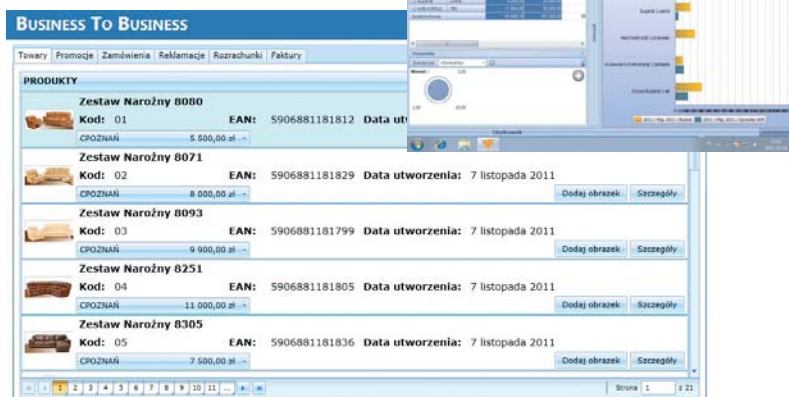 BUSINESS TO BUSINESS
Towary Promocje Zamówienia Reklamacje Rozrachunki Faktury
PRODUKTY
Zestaw Narożny 8080
Kod: 01 EAN: 5906881181812 Data
CPOZNAŃ 5 500,00 zł
Zestaw Narożny 8071
Kod: 02 EAN: 5906881181829 Data utworzenia: 7 listopada 2011
CPOZNAŃ 8 000,00 zł Dodaj obrazek Szczegóły
Zestaw Narożny 8093
Kod: 03 EAN: 5906881181799 Data utworzenia: 7 listopada 2011
CPOZNAŃ 9 900,00 zł Dodaj obrazek Szczegóły
Zestaw Narożny 8251
Kod: 04 EAN: 5906881181805 Data utworzenia: 7 listopada 2011
CPOZNAŃ 11 000,00 zł Dodaj obrazek Szczegóły
Zestaw Narożny 8305
Kod: 05 EAN: 5906881181836 Data utworzenia: 7 listopada 2011
CPOZNAŃ 7 500,00 zł Dodaj obrazek Szczegóły
1 2 3 4 5 6 7 8 9 10 11 ... Strona 1 z 21